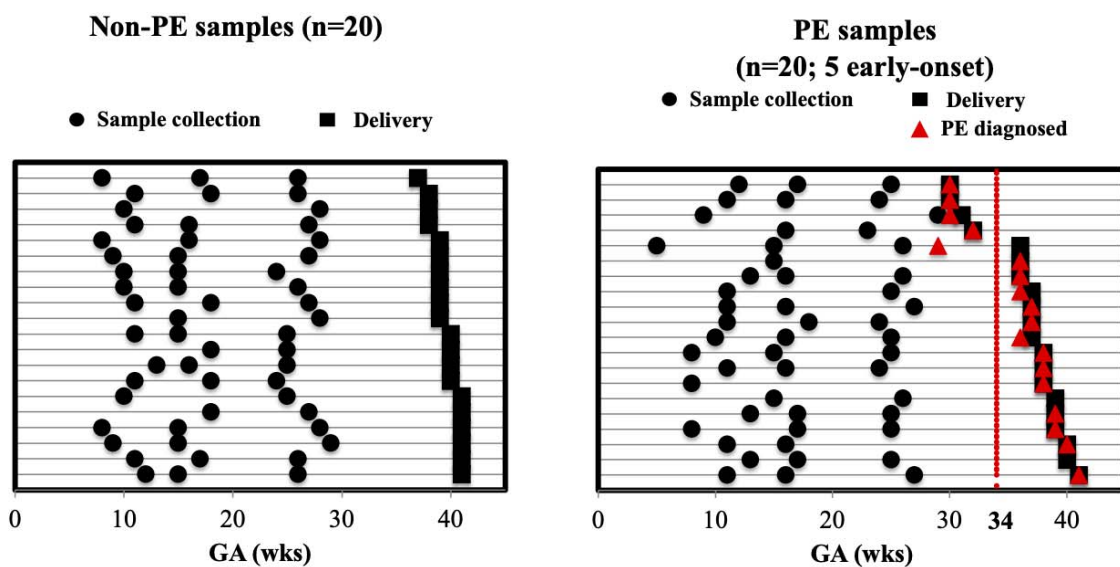 Non-PE samples (n=20)
Sample collection Delivery
0 10 20 30 40
GA (wks)
PE samples
(n=20; 5 early-onset)
Sample collection Delivery
PE diagnosed
0 10 20 30 34 40
GA (wks)